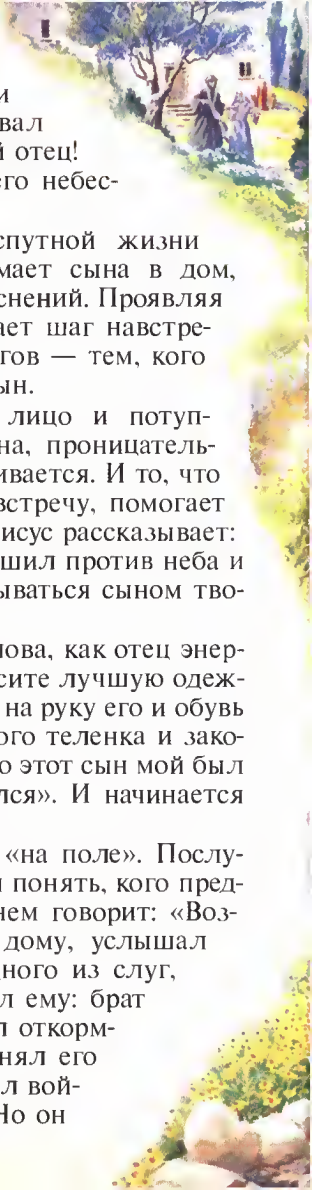 и
вал
й отец!
его небес-
спутной жизни
мает сына в дом,
снений. Проявляя
ает шаг навстре-
гов — тем, кого
ын.
лицо и потуп-
на, проницатель-
ивается. И то, что
встречу, помогает
исус рассказывает:
шил против неба и
ываться сыном тво-
нова, как отец энер-
сите лучшую одеж-
на руку его и обувь
ого теленка и зако-
о этот сын мой был
лся». И начинается
«на поле». Послу-
и понять, кого пред-
нем говорит: «Воз-
дому, услышал
ного из слуг,
л ему: брат
л откорм-
нял его
л вой-
Но он